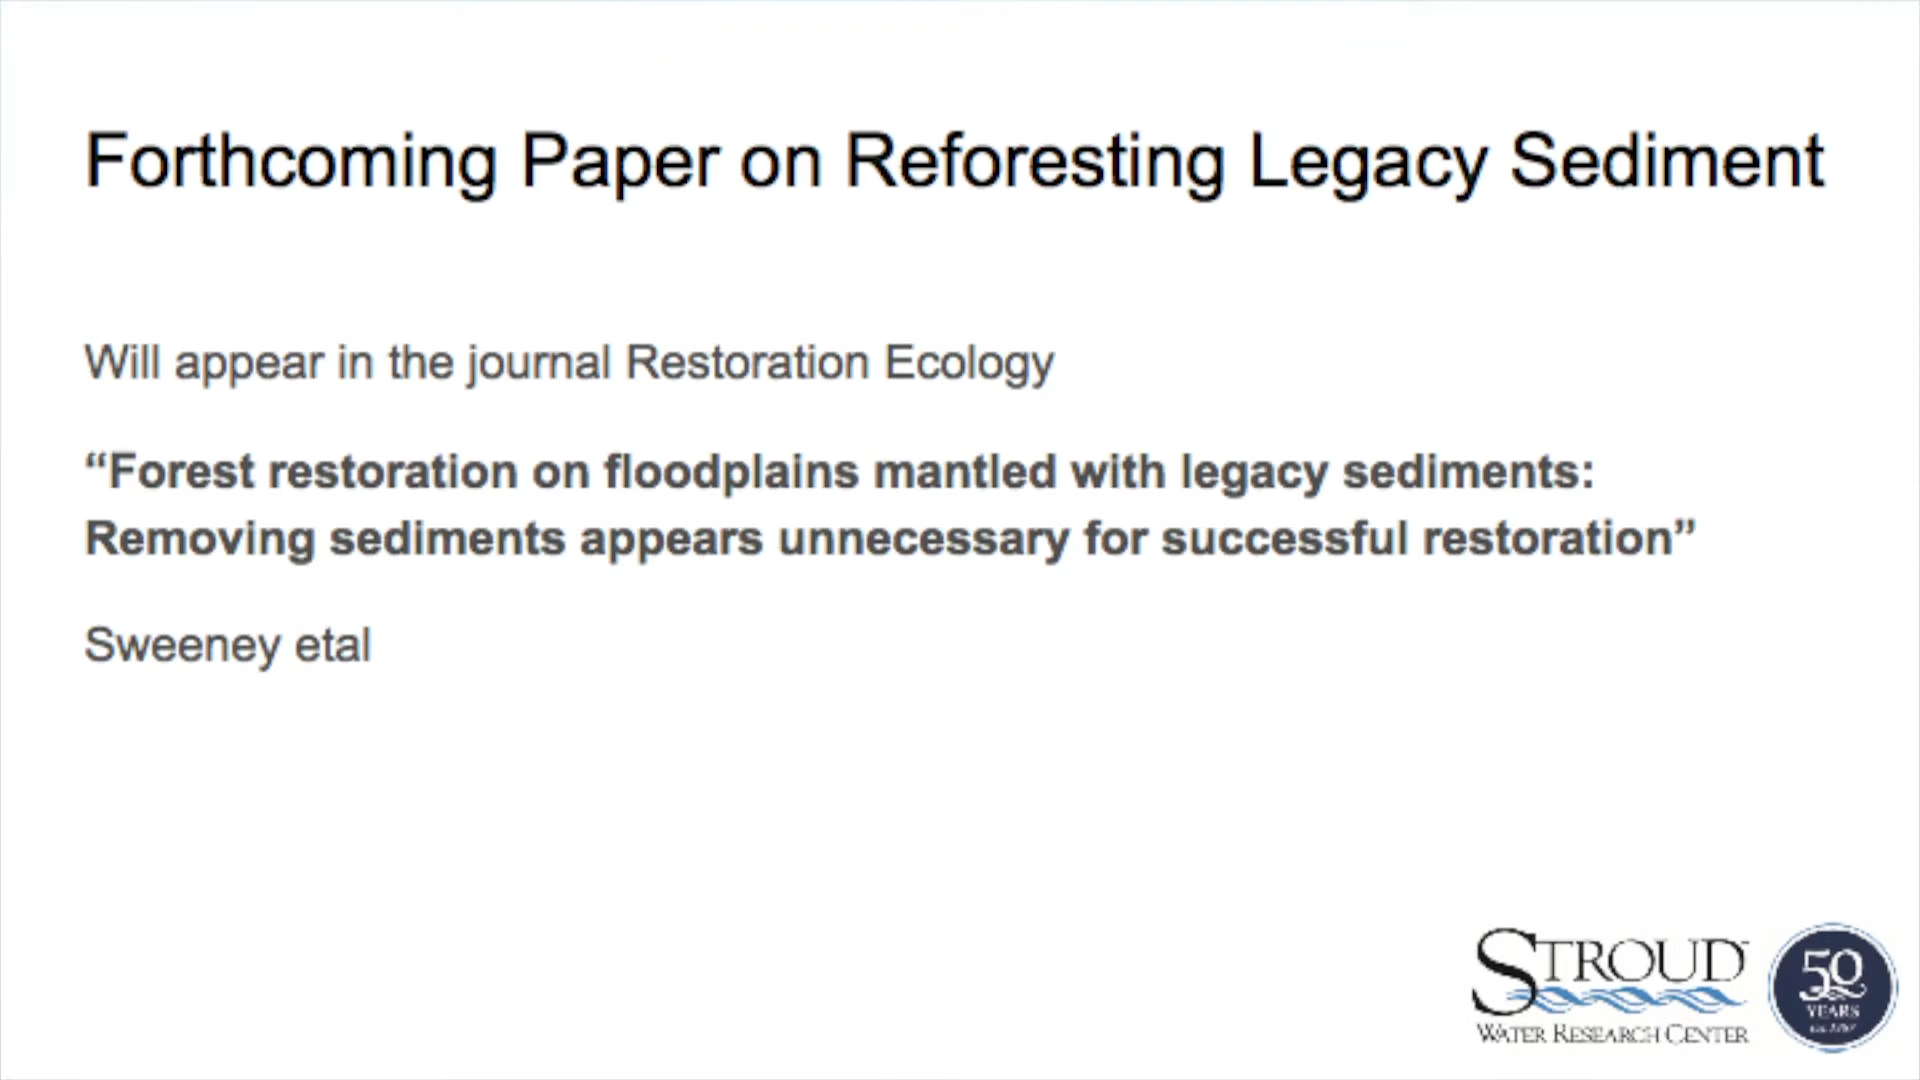 Forthcoming Paper on Reforesting Legacy Sediment
Will appear in the journal Restoration Ecology
“Forest restoration on floodplains mantled with legacy sediments:
Removing sediments appears unnecessary for successful restoration”
Sweeney etal
STROUD
WATER RESEARCH CENTER
50
YEARS